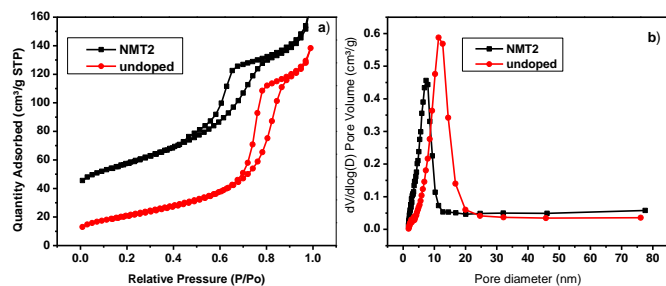 a)
NMT2
undoped
Quantity Adsorbed (cm³/g STP)
160
140
120
100
80
60
40
20
0
0.0 0.2 0.4 0.6 0.8 1.0
Relative Pressure (P/Po)
b)
NMT2
undoped
dV/dlog(D) Pore Volume (cm³/g)
0.6
0.5
0.4
0.3
0.2
0.1
0.0
0 10 20 30 40 50 60 70 80
Pore diameter (nm)